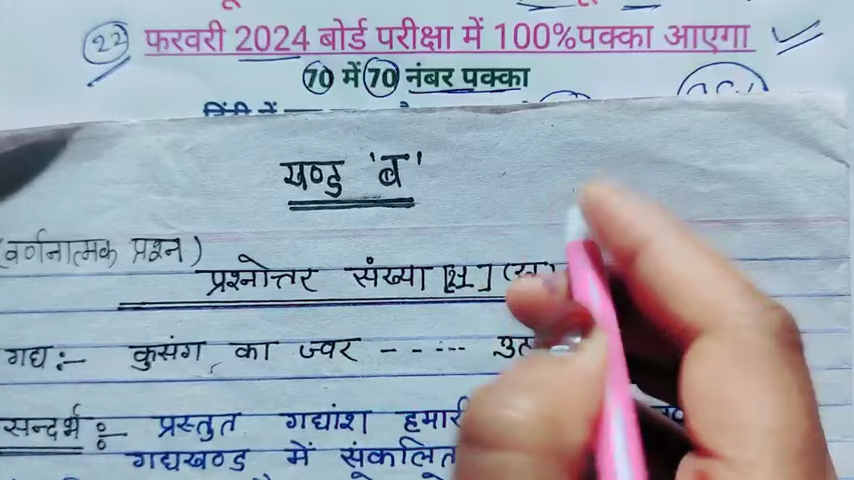 22 फरवरी 2024 बोर्ड परीक्षा में 100%पक्का आएगा
70 में 70 नंबर पक्का
खण्ड 'ब'
(वर्णनात्मक प्रश्न)
प्रश्नोत्तर संख्या
गद्य :- कुसंग का ज्वर - - - - -
सन्दर्भ :- प्रस्तुत गद्यांश हमारी
गद्यखण्ड में संकलित